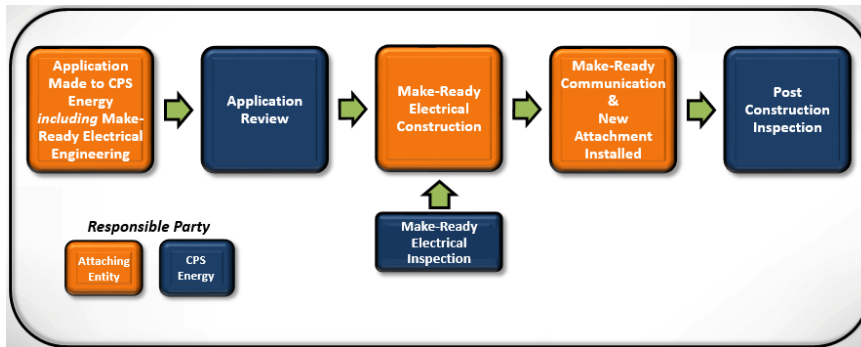 Application
Made to CPS
Energy
including Make-
Ready Electrical
Engineering
Application
Review
Make-Ready
Electrical
Construction
Make-Ready
Communication
&
New
Attachment
Installed
Post
Construction
Inspection
Make-Ready
Electrical
Inspection
Responsible Party
Attaching
Entity
CPS
Energy